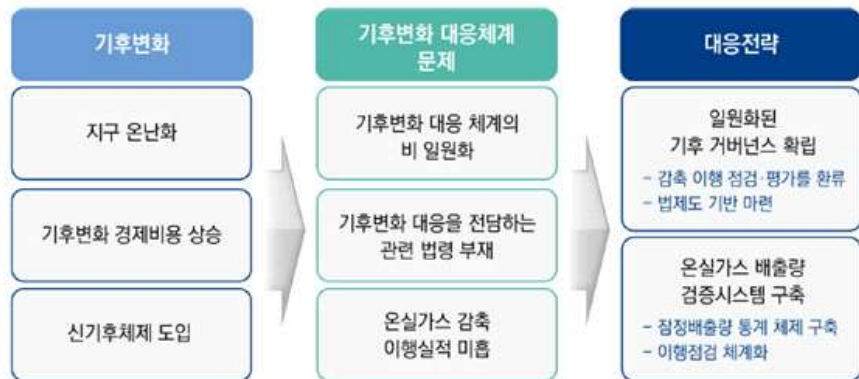 기후변화
지구 온난화
기후변화 경제비용 상승
신기후체제 도입
기후변화 대응체계
문제
기후변화 대응 체계의
비 일원화
기후변화 대응을 전담하는
관련 법령 부재
온실가스 감축
이행실적 미흡
대응전략
일원화된
기후 거버넌스 확립
- 감축 이행 점검·평가를 환류
- 법제도 기반 마련
온실가스 배출량
검증시스템 구축
- 잠정배출량 통계 체제 구축
- 이행점검 체계화